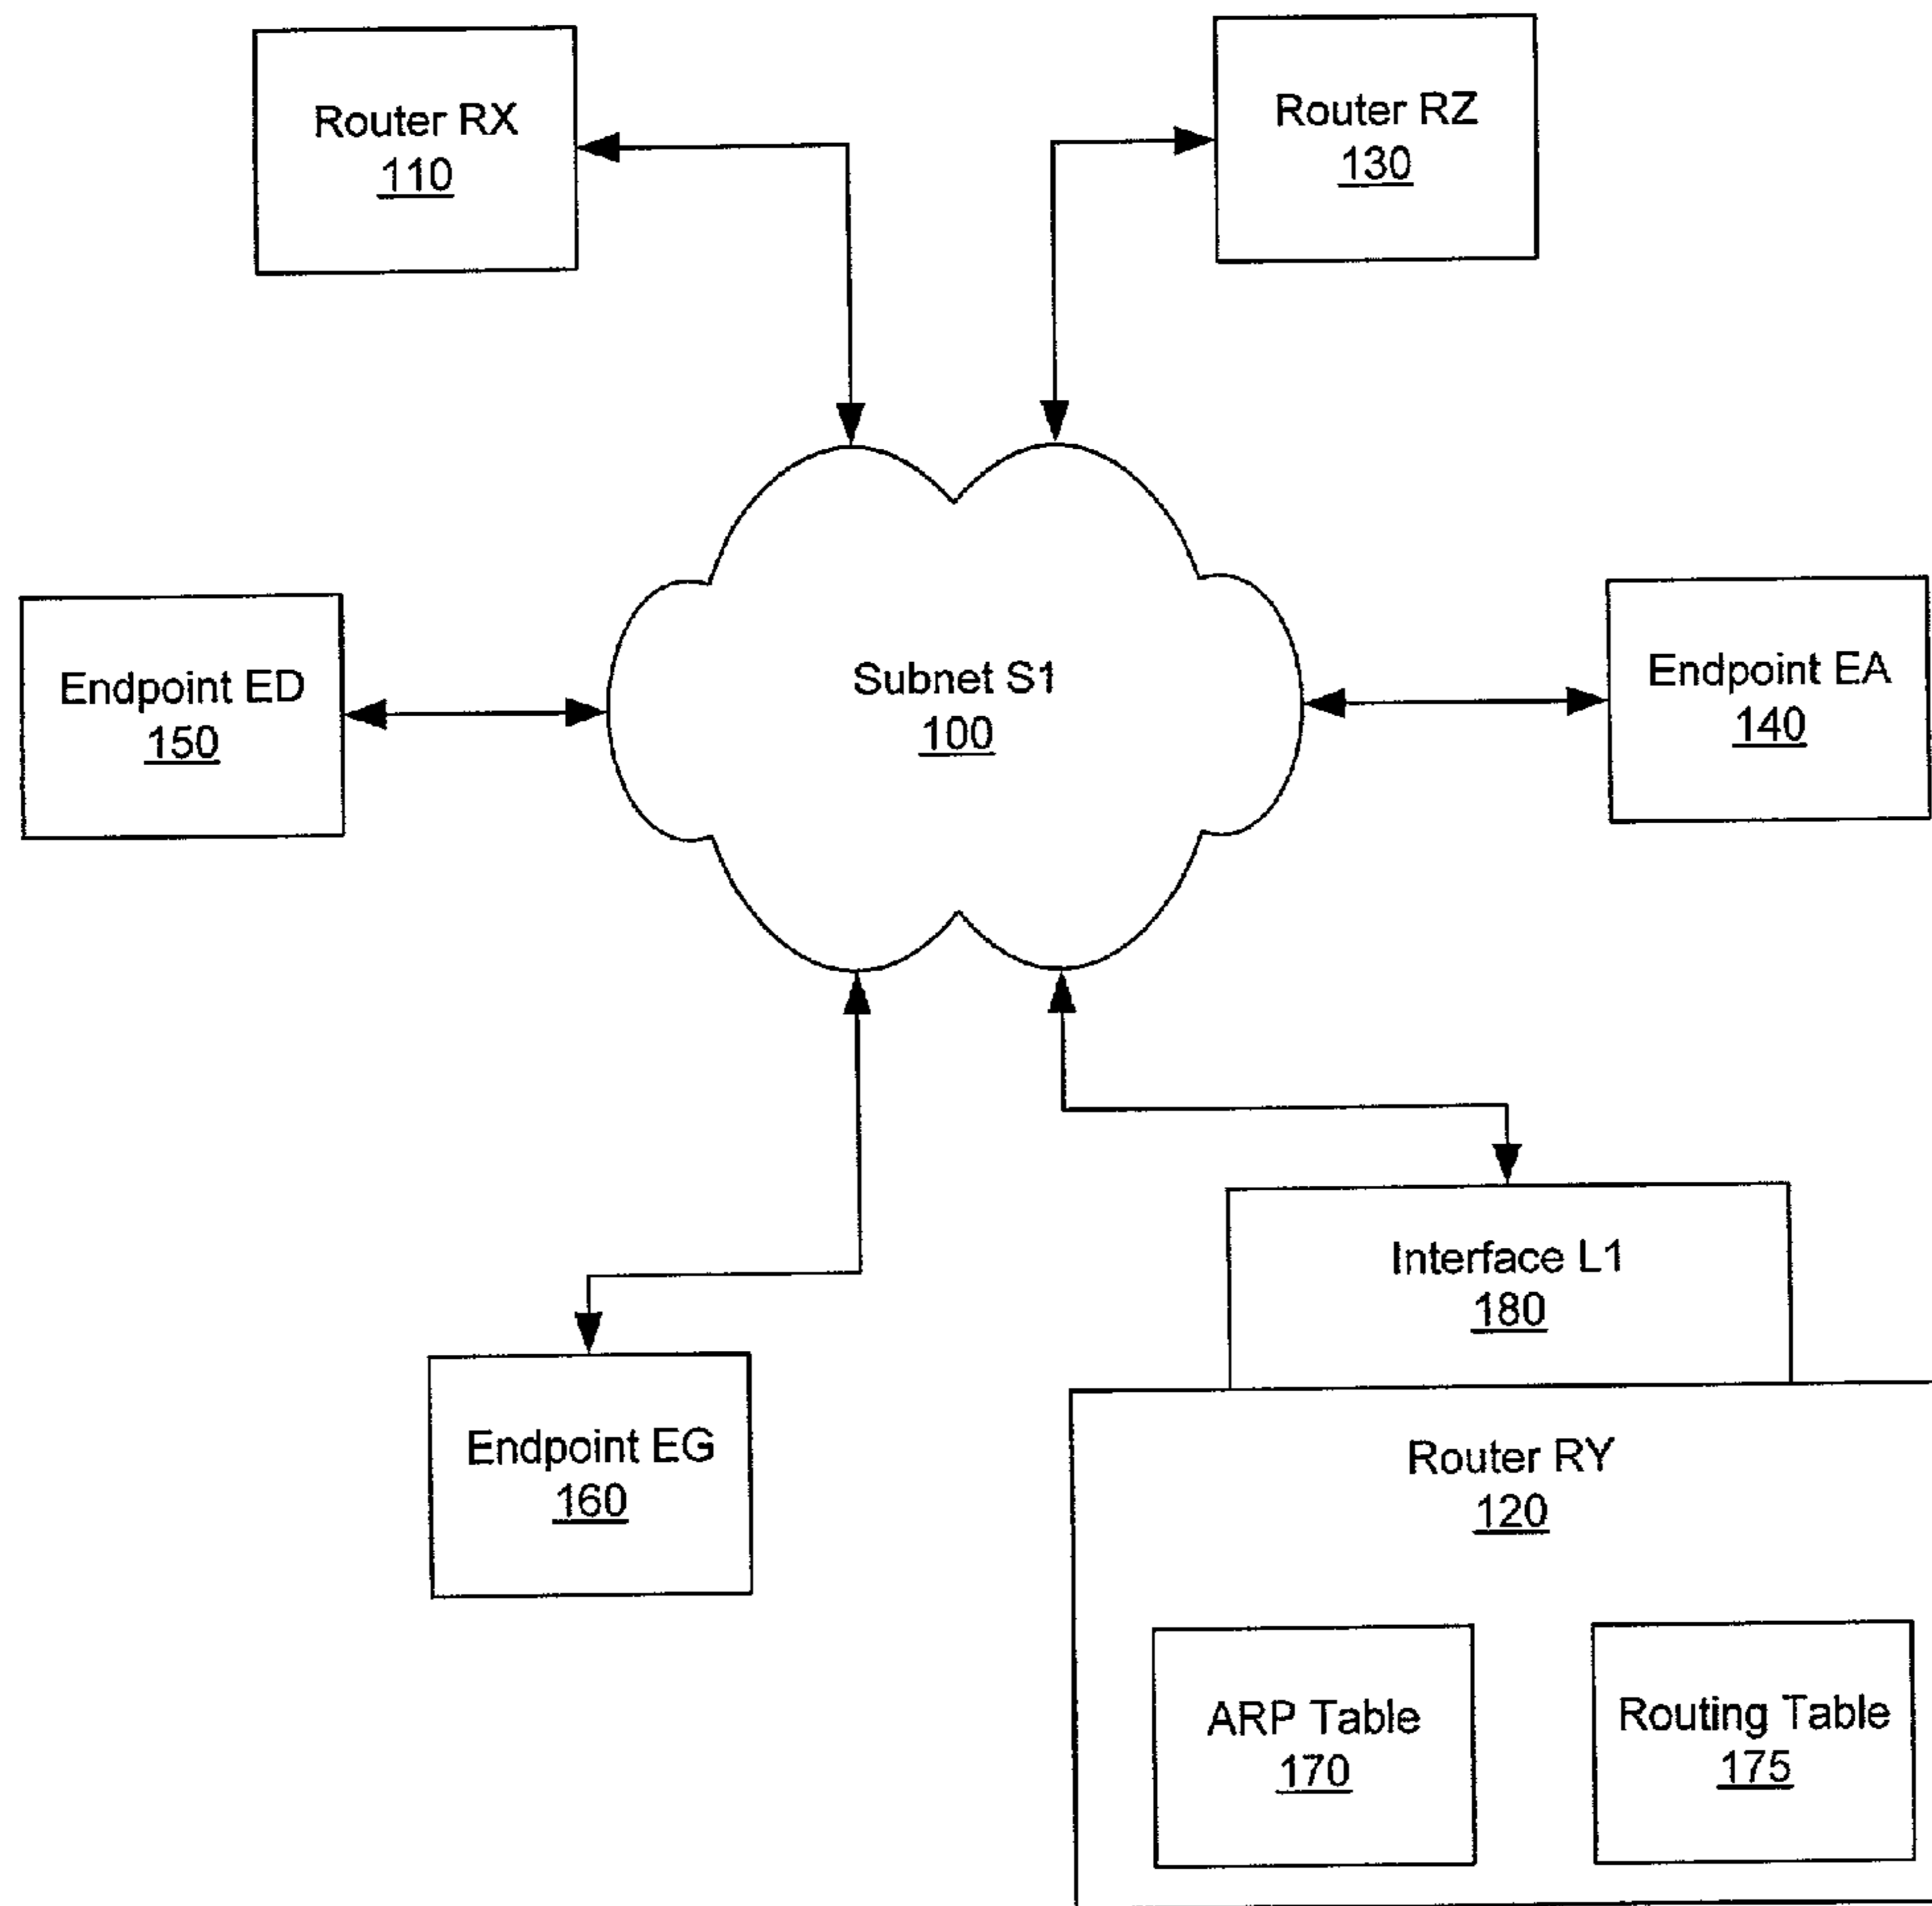 Router RX
110
Router RZ
130
Endpoint ED
150
Subnet S1
100
Endpoint EA
140
Interface L1
180
Endpoint EG
160
Router RY
120
ARP Table
170
Routing Table
175